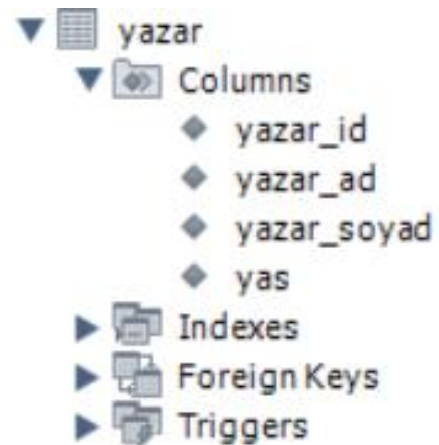 yazar
Columns
yazar_id
yazar_ad
yazar_soyad
yas
Indexes
Foreign Keys
Triggers